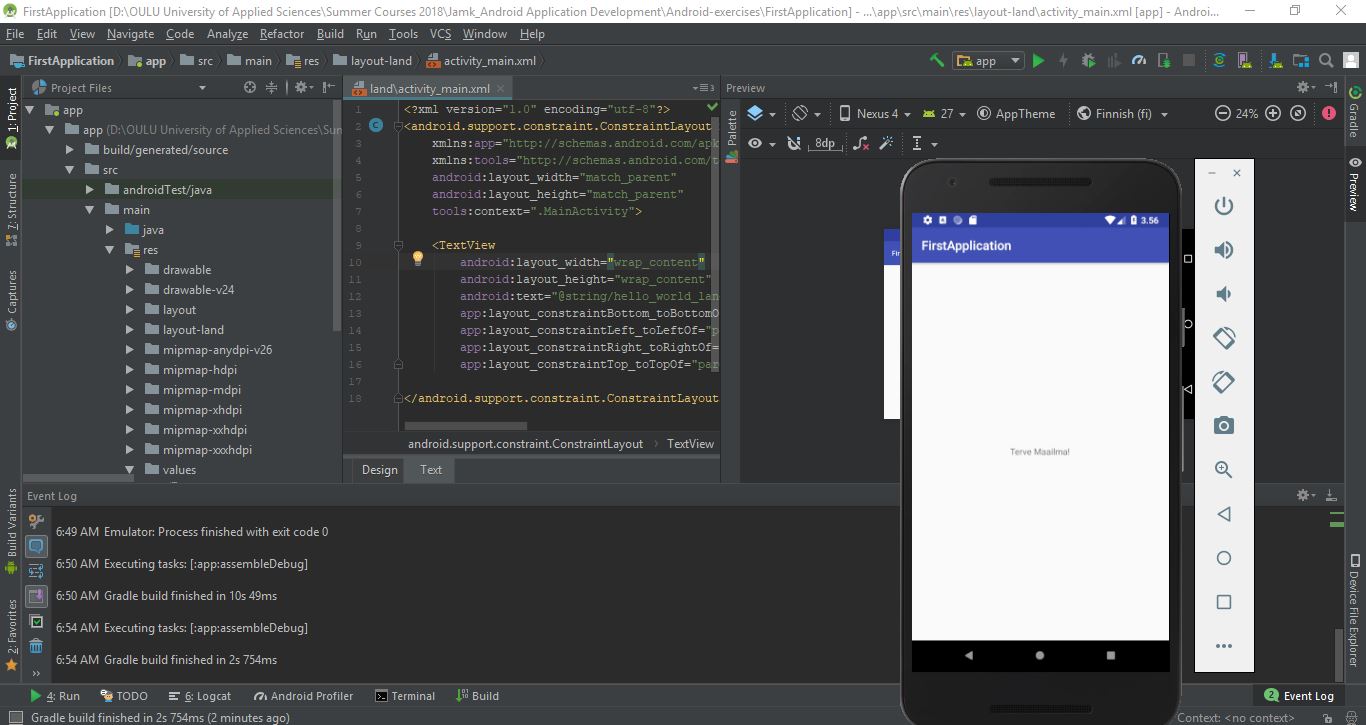 FirstApplication [D:\OULU University of Applied Sciences\Summer Courses 2018\Jamk_Android Application Development\Android-exercises\FirstApplication] - ...\app\src\main\res\layout-land\activity_main.xml [app] - Andro...
File Edit View Navigate Code Analyze Refactor Build Run Tools VCS Window Help
FirstApplication app src main res layout-land activity_main.xml
app
1: Project
7: Structure
Captures
Build Variants
2: Favorites
Project Files
app
app (D:\OULU University of Applied Sciences\Sun
build/generated/source
src
androidTest/java
main
java
res
drawable
drawable-v24
layout
layout-land
mipmap-anydpi-v26
mipmap-hdpi
mipmap-mdpi
mipmap-xhdpi
mipmap-xxhdpi
mipmap-xxxhdpi
values
land\activity_main.xml
1 <?xml version="1.0" encoding="utf-8"?>
2 <android.support.constraint.ConstraintLayout
3 xmlns:app="http://schemas.android.com/apk
4 xmlns:tools="http://schemas.android.com/t
5 android:layout_width="match_parent"
6 android:layout_height="match_parent"
7 tools:context=".MainActivity">
8
9 <TextView
10 android:layout_width="wrap_content"
11 android:layout_height="wrap_content"
12 android:text="@string/hello_world_lan
13 app:layout_constraintBottom_toBottomO
14 app:layout_constraintLeft_toLeftOf="p
15 app:layout_constraintRight_toRightOf=
16 app:layout_constraintTop_toTopOf="par
17
18 </android.support.constraint.ConstraintLayout
android.support.constraint.ConstraintLayout TextView
Design Text
Preview
Palette
Nexus 4 27 AppTheme Finnish (fi) 24%
8dp
3.56
FirstApplication
Fir
Terve Maailma!
Gradle
Preview
Device File Explorer
Event Log
6:49 AM Emulator: Process finished with exit code 0
6:50 AM Executing tasks: [:app:assembleDebug]
6:50 AM Gradle build finished in 10s 49ms
6:54 AM Executing tasks: [:app:assembleDebug]
6:54 AM Gradle build finished in 2s 754ms
4: Run TODO 6: Logcat Android Profiler Terminal Build 2 Event Log
Gradle build finished in 2s 754ms (2 minutes ago) Context: <no context>